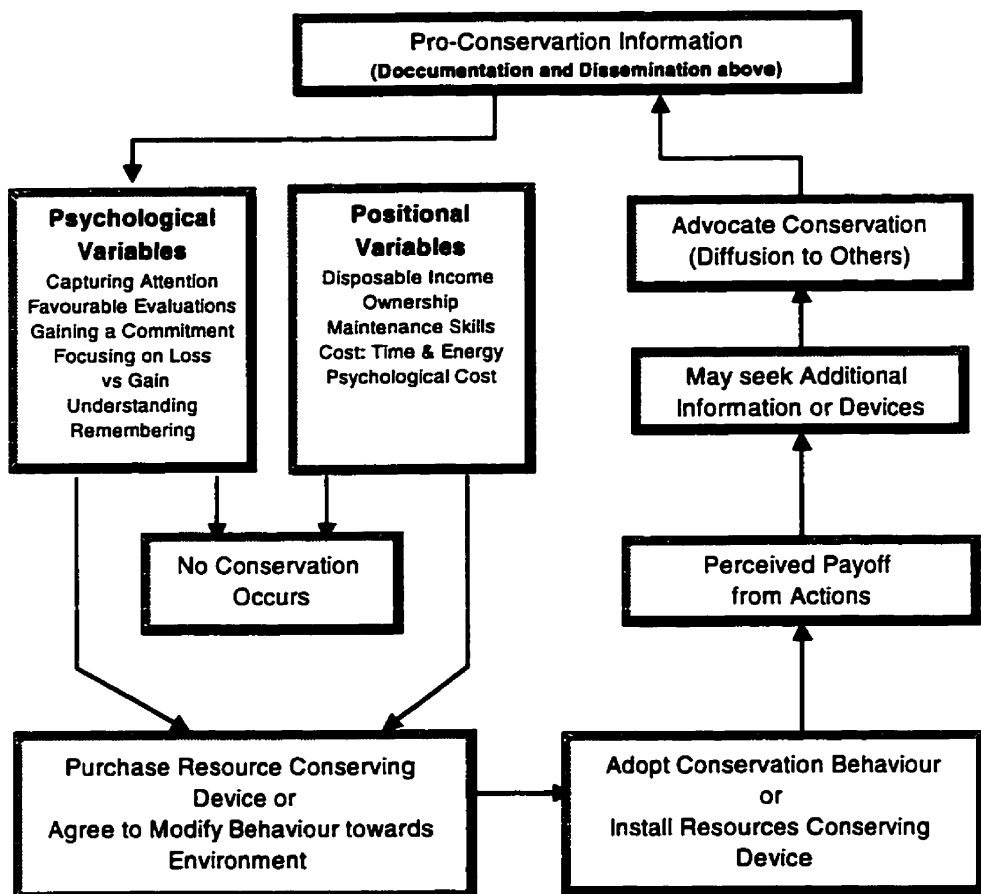 Pro-Conservartion Information
(Doccumentation and Dissemination above)
Psychological
Variables
Capturing Attention
Favourable Evaluations
Gaining a Commitment
Focusing on Loss
vs Gain
Understanding
Remembering
Positional
Variables
Disposable Income
Ownership
Maintenance Skills
Cost: Time & Energy
Psychological Cost
Advocate Conservation
(Diffusion to Others)
May seek Additional
Information or Devices
No Conservation
Occurs
Perceived Payoff
from Actions
Purchase Resource Conserving
Device or
Agree to Modify Behaviour towards
Environment
Adopt Conservation Behaviour
or
Install Resources Conserving
Device